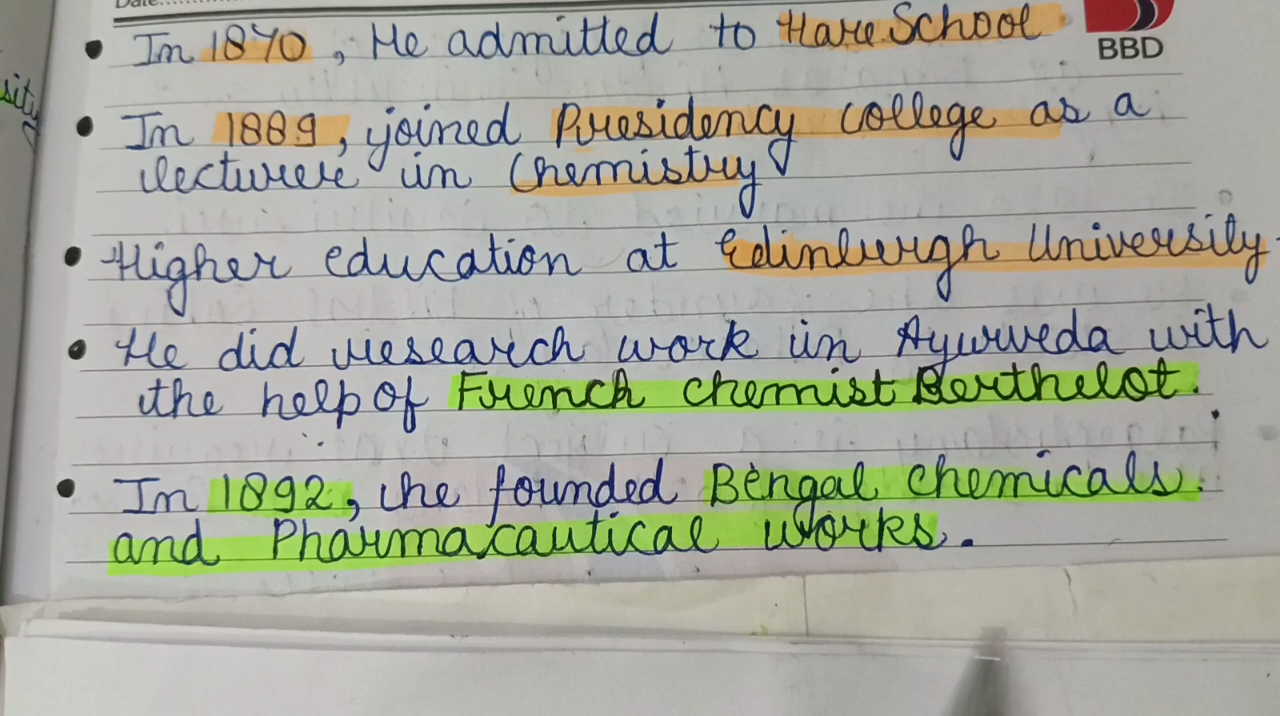 Date
• In 1870, He admitted to Hare School
BBD
• In 1889, joined Presidency college as a
lecturere in Chemistry
• Higher education at Edinburgh University.
• He did research work in Ayurveda with
the help of French chemist Berthelot.
• In 1892, he founded Bengal chemicals
and Pharmacautical works.